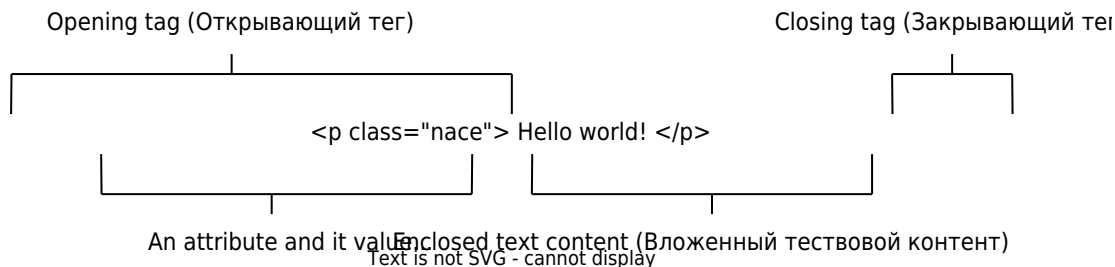 Opening tag (Открывающий тег)
Closing tag (Закрывающий тег
<p class="nace"> Hello world! </p>
An attribute and it value...
Enclosed text content (Вложенный тествовой контент)
Text is not SVG - cannot display